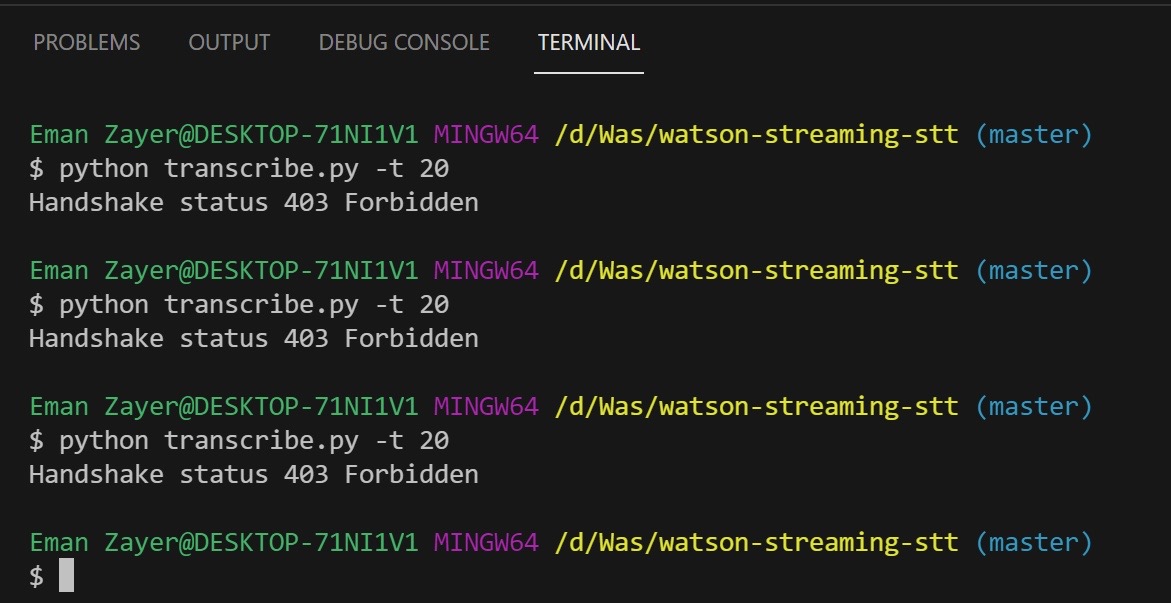 PROBLEMS OUTPUT DEBUG CONSOLE TERMINAL
Eman Zayer@DESKTOP-71NI1V1 MINGW64 /d/Was/watson-streaming-stt (master)
$ python transcribe.py -t 20
Handshake status 403 Forbidden
Eman Zayer@DESKTOP-71NI1V1 MINGW64 /d/Was/watson-streaming-stt (master)
$ python transcribe.py -t 20
Handshake status 403 Forbidden
Eman Zayer@DESKTOP-71NI1V1 MINGW64 /d/Was/watson-streaming-stt (master)
$ python transcribe.py -t 20
Handshake status 403 Forbidden
Eman Zayer@DESKTOP-71NI1V1 MINGW64 /d/Was/watson-streaming-stt (master)
$